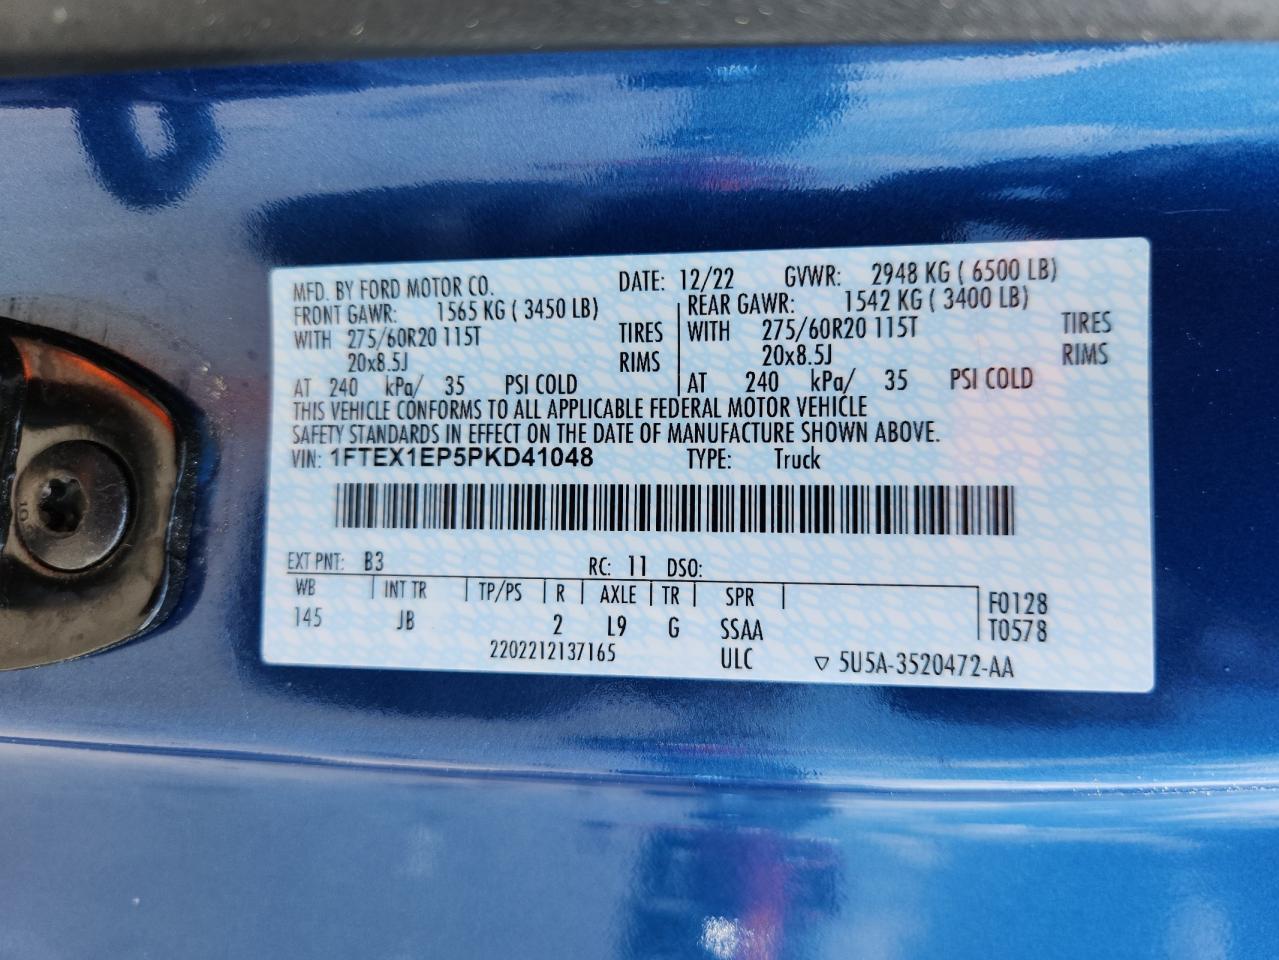 MFD. BY FORD MOTOR CO. DATE: 12/22 GVWR: 2948 KG ( 6500 LB)
FRONT GAWR: 1565 KG ( 3450 LB) REAR GAWR: 1542 KG ( 3400 LB)
WITH 275/60R20 115T TIRES WITH 275/60R20 115T TIRES
20x8.5J RIMS 20x8.5J RIMS
AT 240 kPa/ 35 PSI COLD AT 240 kPa/ 35 PSI COLD
THIS VEHICLE CONFORMS TO ALL APPLICABLE FEDERAL MOTOR VEHICLE
SAFETY STANDARDS IN EFFECT ON THE DATE OF MANUFACTURE SHOWN ABOVE.
VIN: 1FTEX1EP5PKD41048 TYPE: Truck
EXT PNT: B3 RC: 11 DSO:
WB INT TR TP/PS R AXLE TR SPR F0128
145 JB 2 L9 G SSAA T0578
2202212137165 ULC ▽ 5U5A-3520472-AA